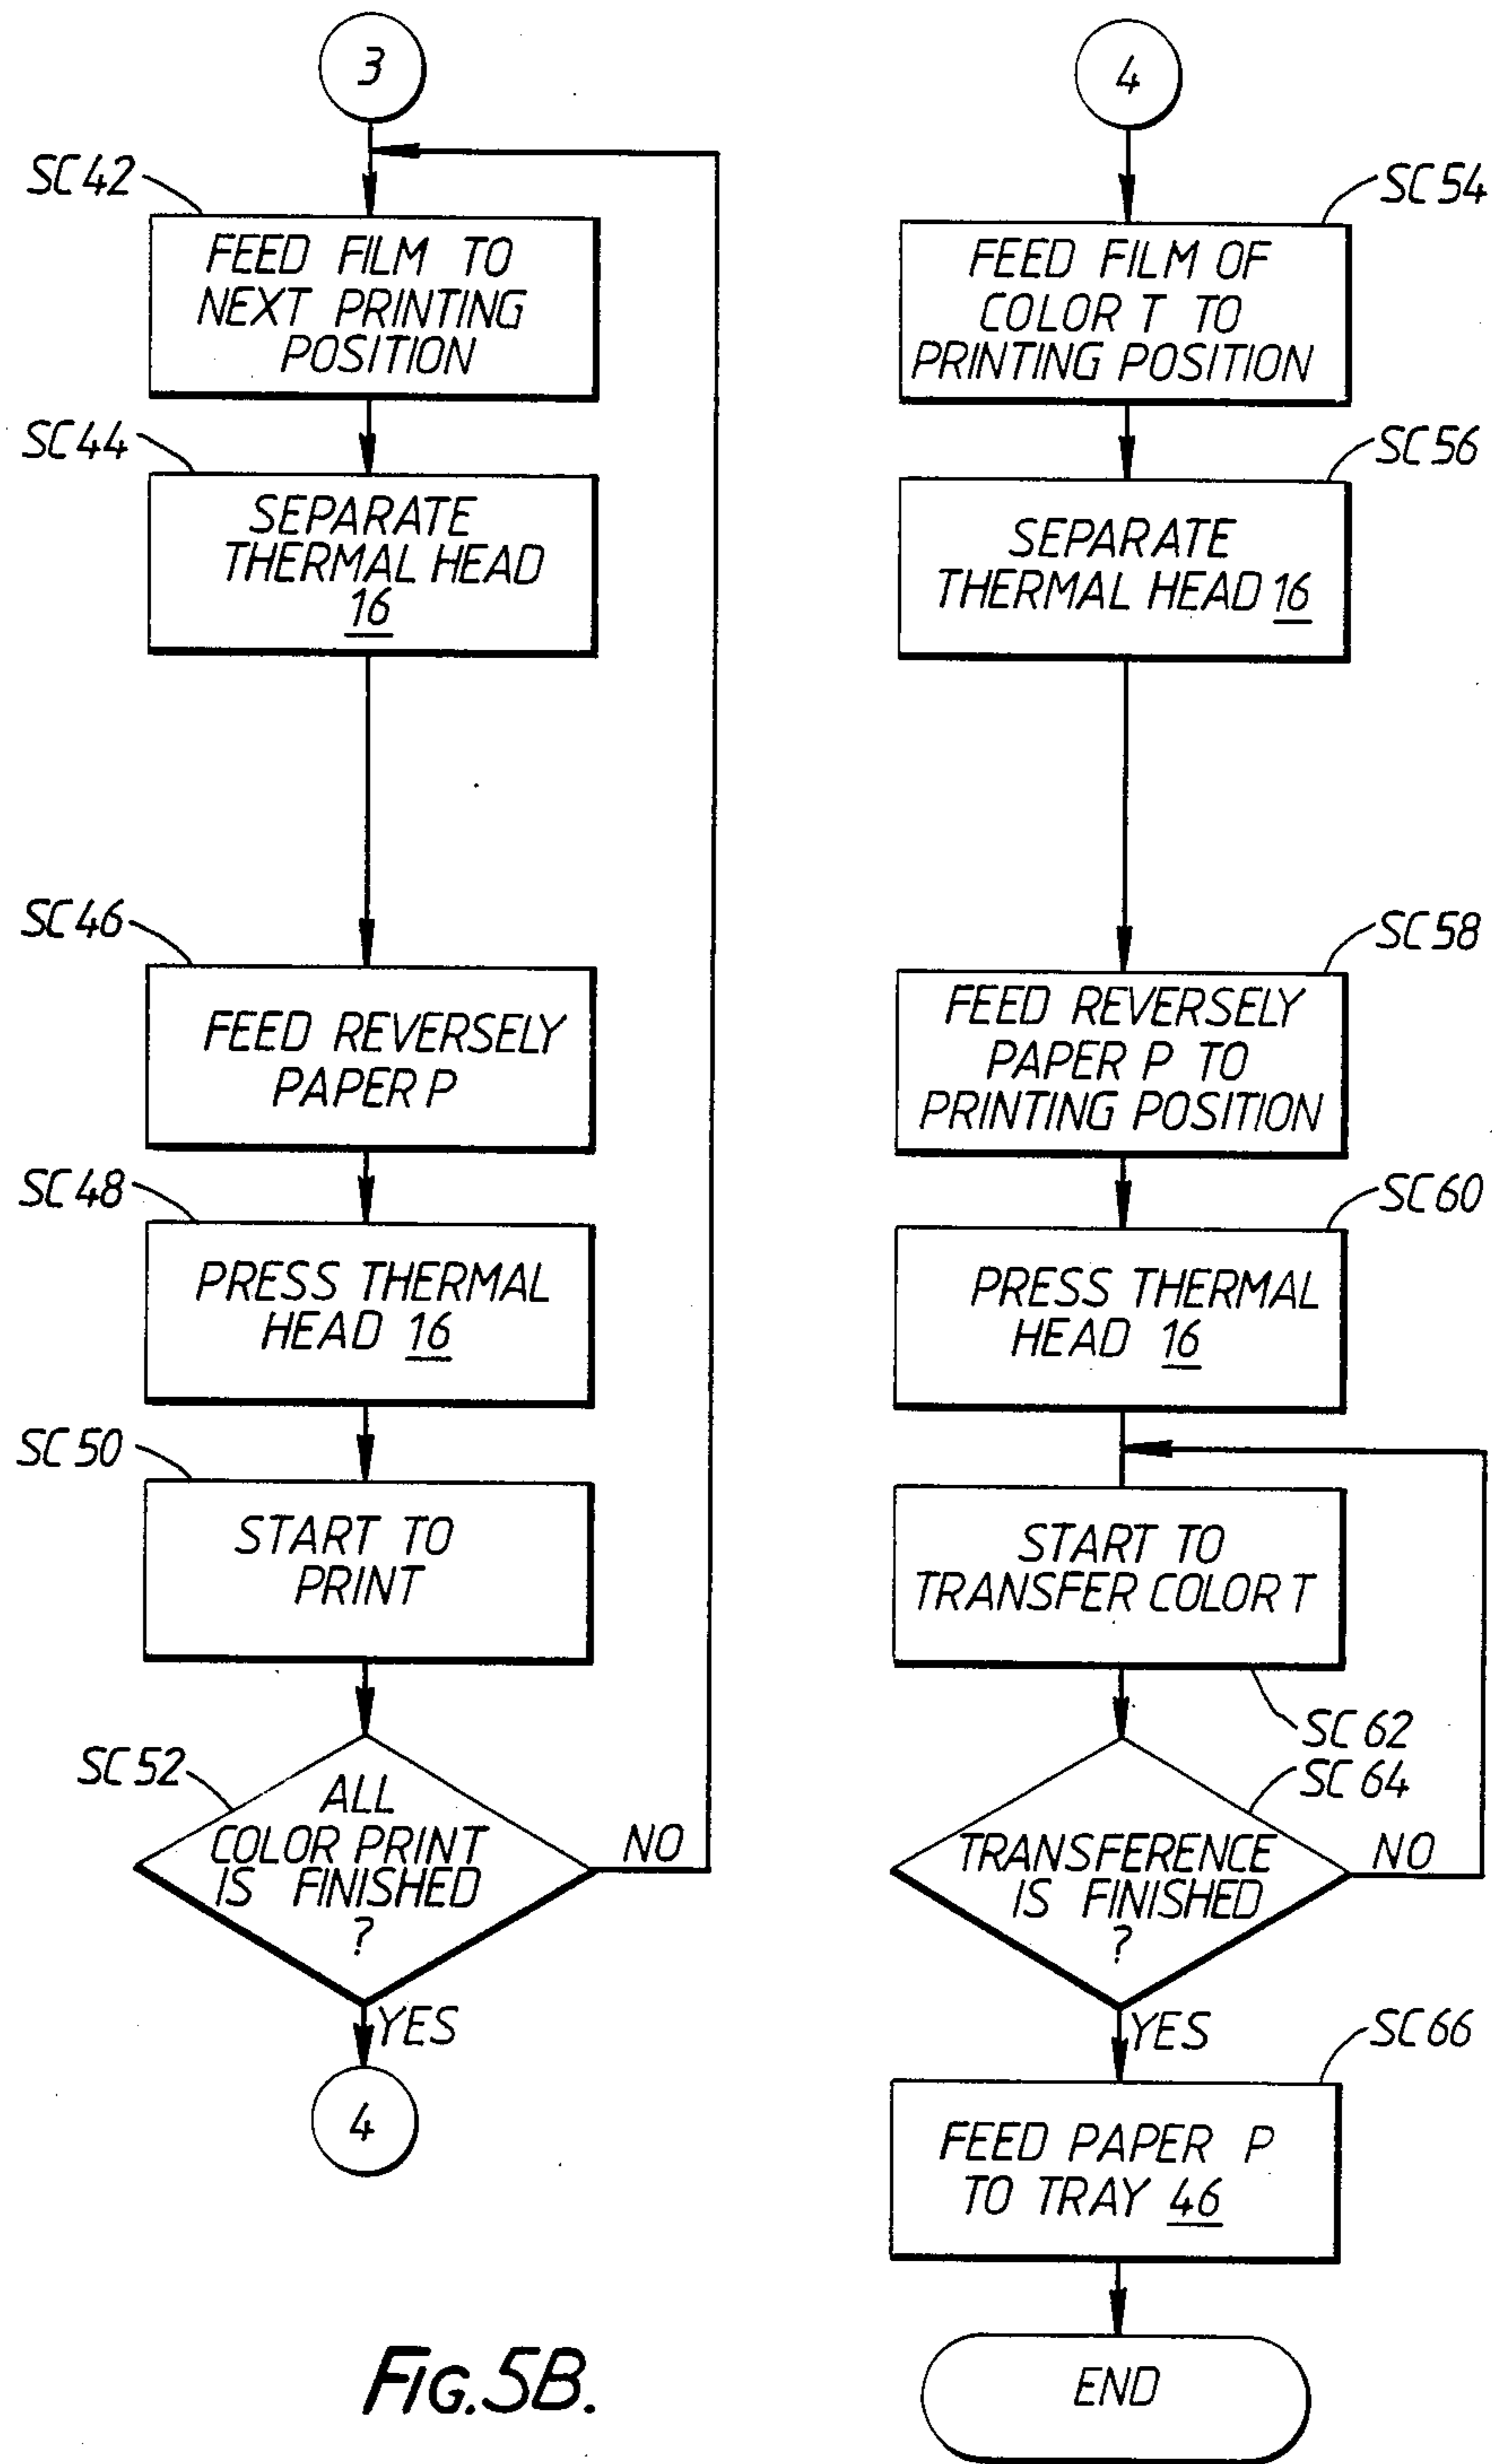 3
SC42
FEED FILM TO
NEXT PRINTING
POSITION
SC44
SEPARATE
THERMAL HEAD
16
SC46
FEED REVERSELY
PAPER P
SC48
PRESS THERMAL
HEAD 16
SC50
START TO
PRINT
SC52
ALL
COLOR PRINT
IS FINISHED
?
NO
YES
4
4
SC54
FEED FILM OF
COLOR T TO
PRINTING POSITION
SC56
SEPARATE
THERMAL HEAD 16
SC58
FEED REVERSELY
PAPER P TO
PRINTING POSITION
SC60
PRESS THERMAL
HEAD 16
START TO
TRANSFER COLOR T
SC62
SC64
TRANSFERENCE
IS FINISHED
?
NO
YES
SC66
FEED PAPER P
TO TRAY 46
END
FIG.5B.